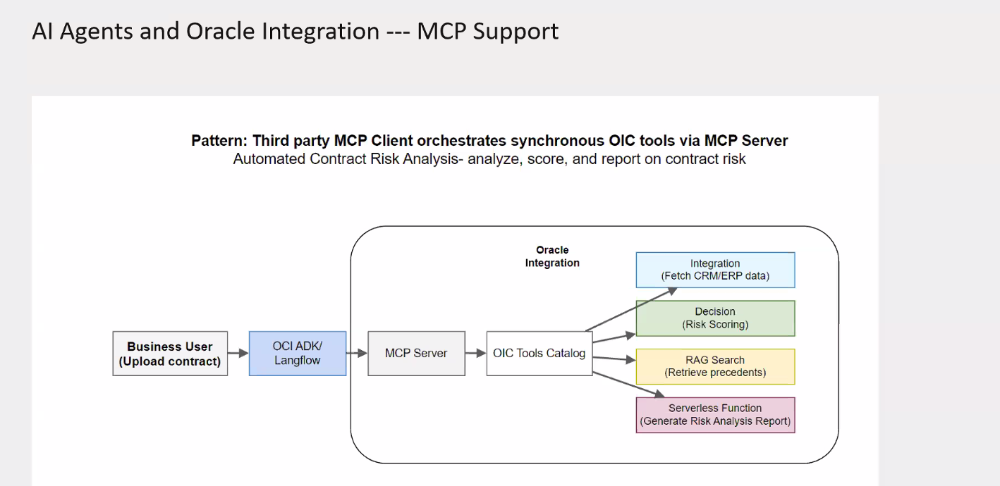 AI Agents and Oracle Integration --- MCP Support
Pattern: Third party MCP Client orchestrates synchronous OIC tools via MCP Server
Automated Contract Risk Analysis- analyze, score, and report on contract risk
Oracle
Integration
Integration
(Fetch CRM/ERP data)
Decision
(Risk Scoring)
Business User
(Upload contract)
OCI ADK/
Langflow
MCP Server
OIC Tools Catalog
RAG Search
(Retrieve precedents)
Serverless Function
(Generate Risk Analysis Report)